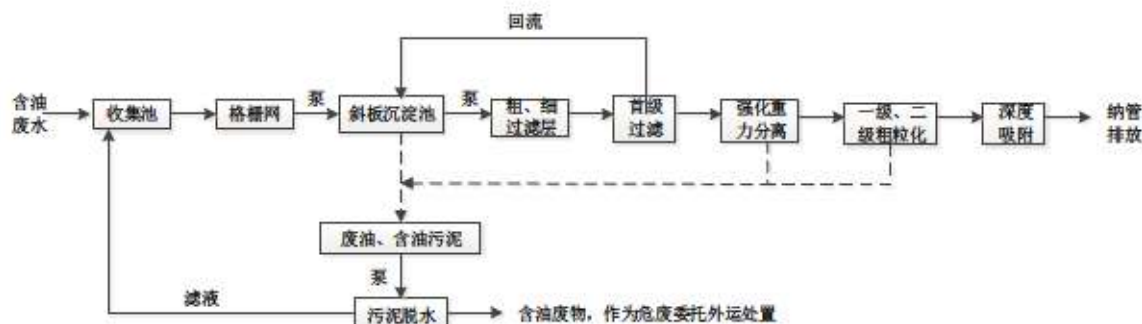 回流
含油
废水
收集池
格栅网
泵
斜板沉淀池
泵
粗、细
过滤层
首级
过滤
强化重
力分离
一级、二
级粗粒化
深度
吸附
纳管
排放
废油、含油污泥
泵
滤液
污泥脱水
含油废物，作为危废委托外运处置